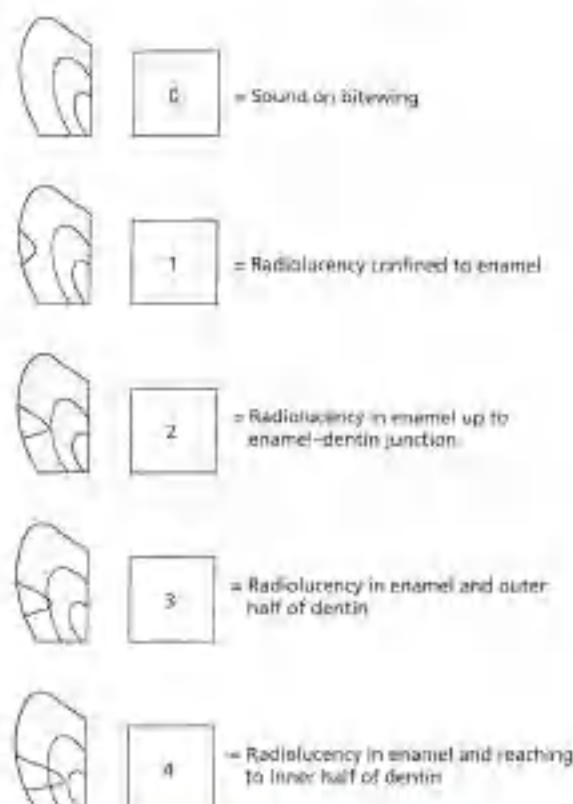 0 = Sound on bitewing
1 = Radiolucency confined to enamel
2 = Radiolucency in enamel up to
enamel–dentin junction
3 = Radiolucency in enamel and outer
half of dentin
4 = Radiolucency in enamel and reaching
to inner half of dentin